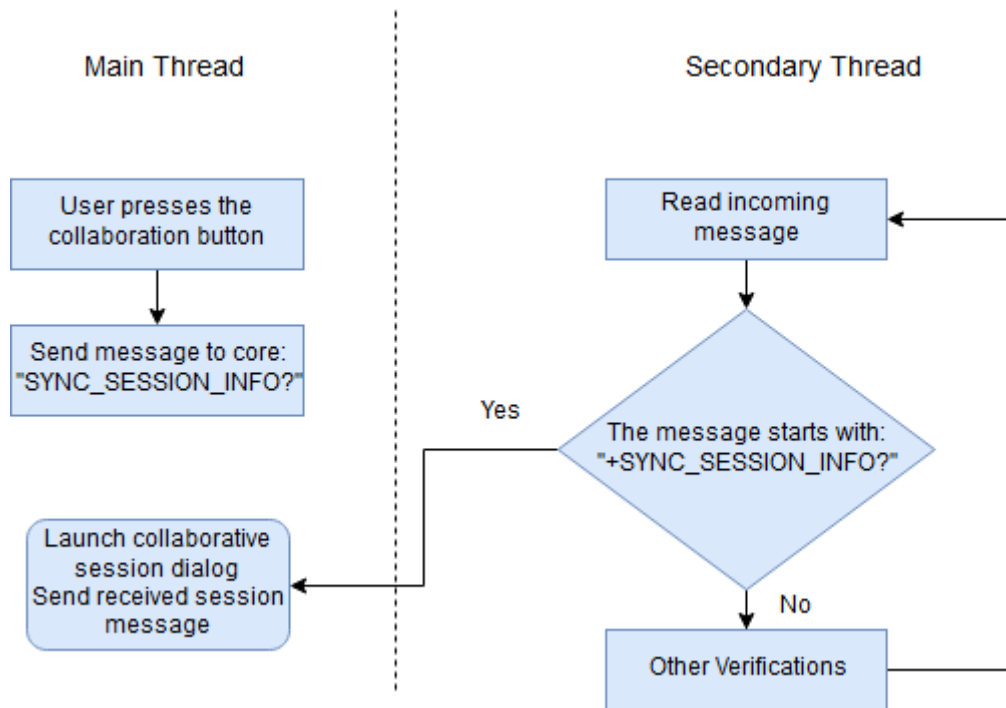 Main Thread
Secondary Thread
User presses the
collaboration button
Send message to core:
"SYNC_SESSION_INFO?"
Launch collaborative
session dialog
Send received session
message
Read incoming
message
The message starts with:
"+SYNC_SESSION_INFO?"
Yes
No
Other Verifications